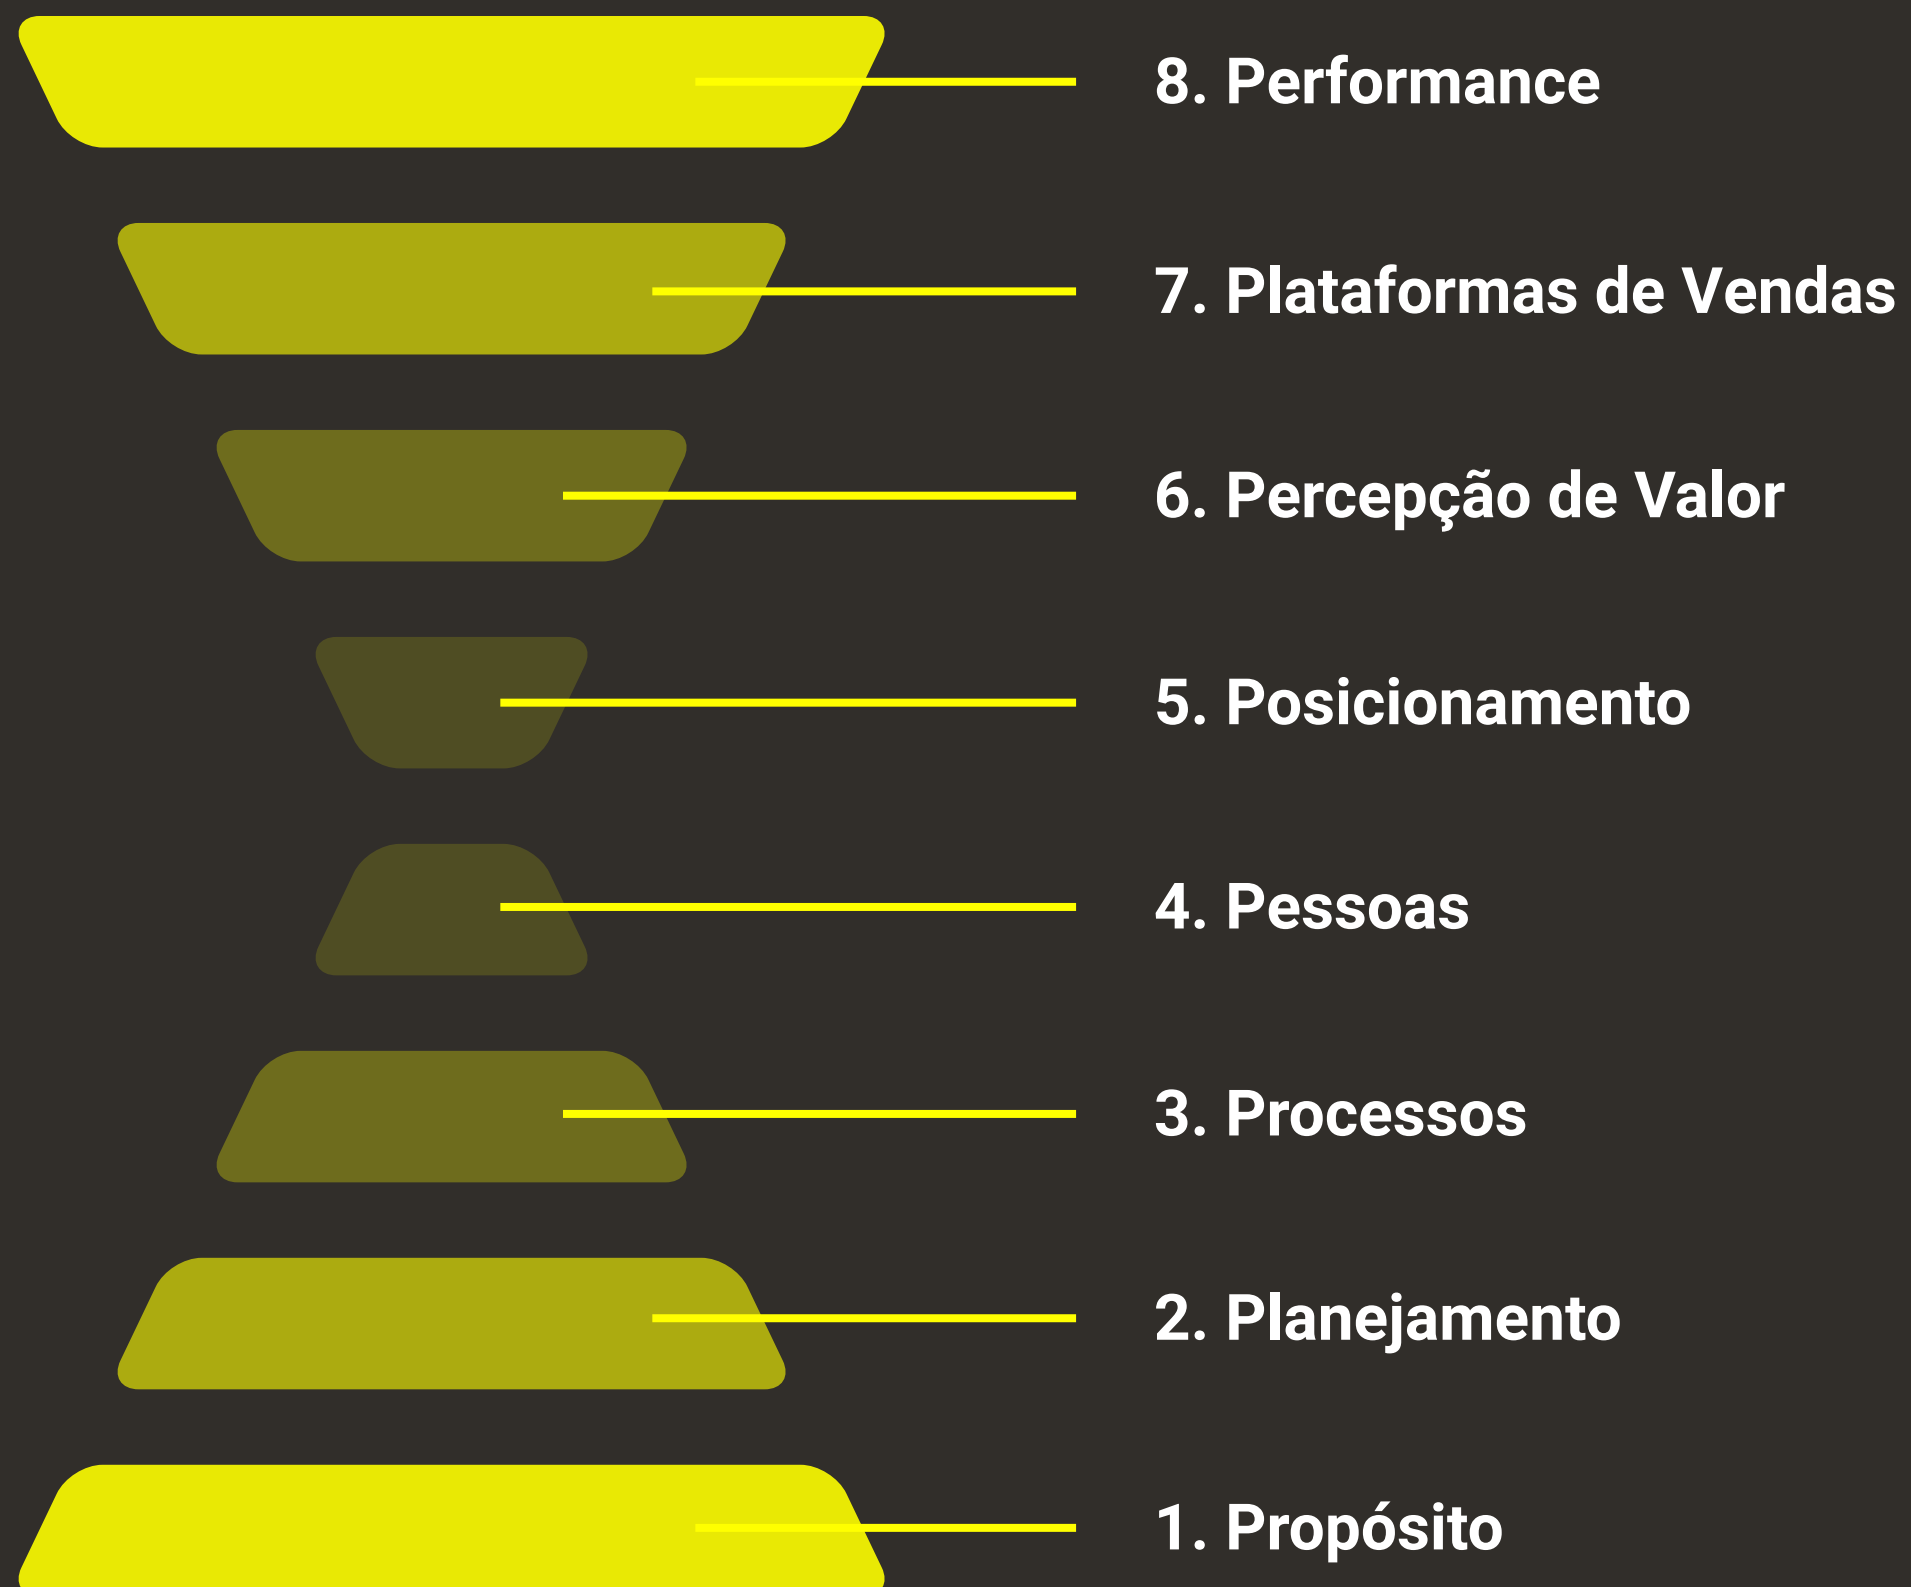 8. Performance
7. Plataformas de Vendas
6. Percepção de Valor
5. Posicionamento
4. Pessoas
3. Processos
2. Planejamento
1. Propósito